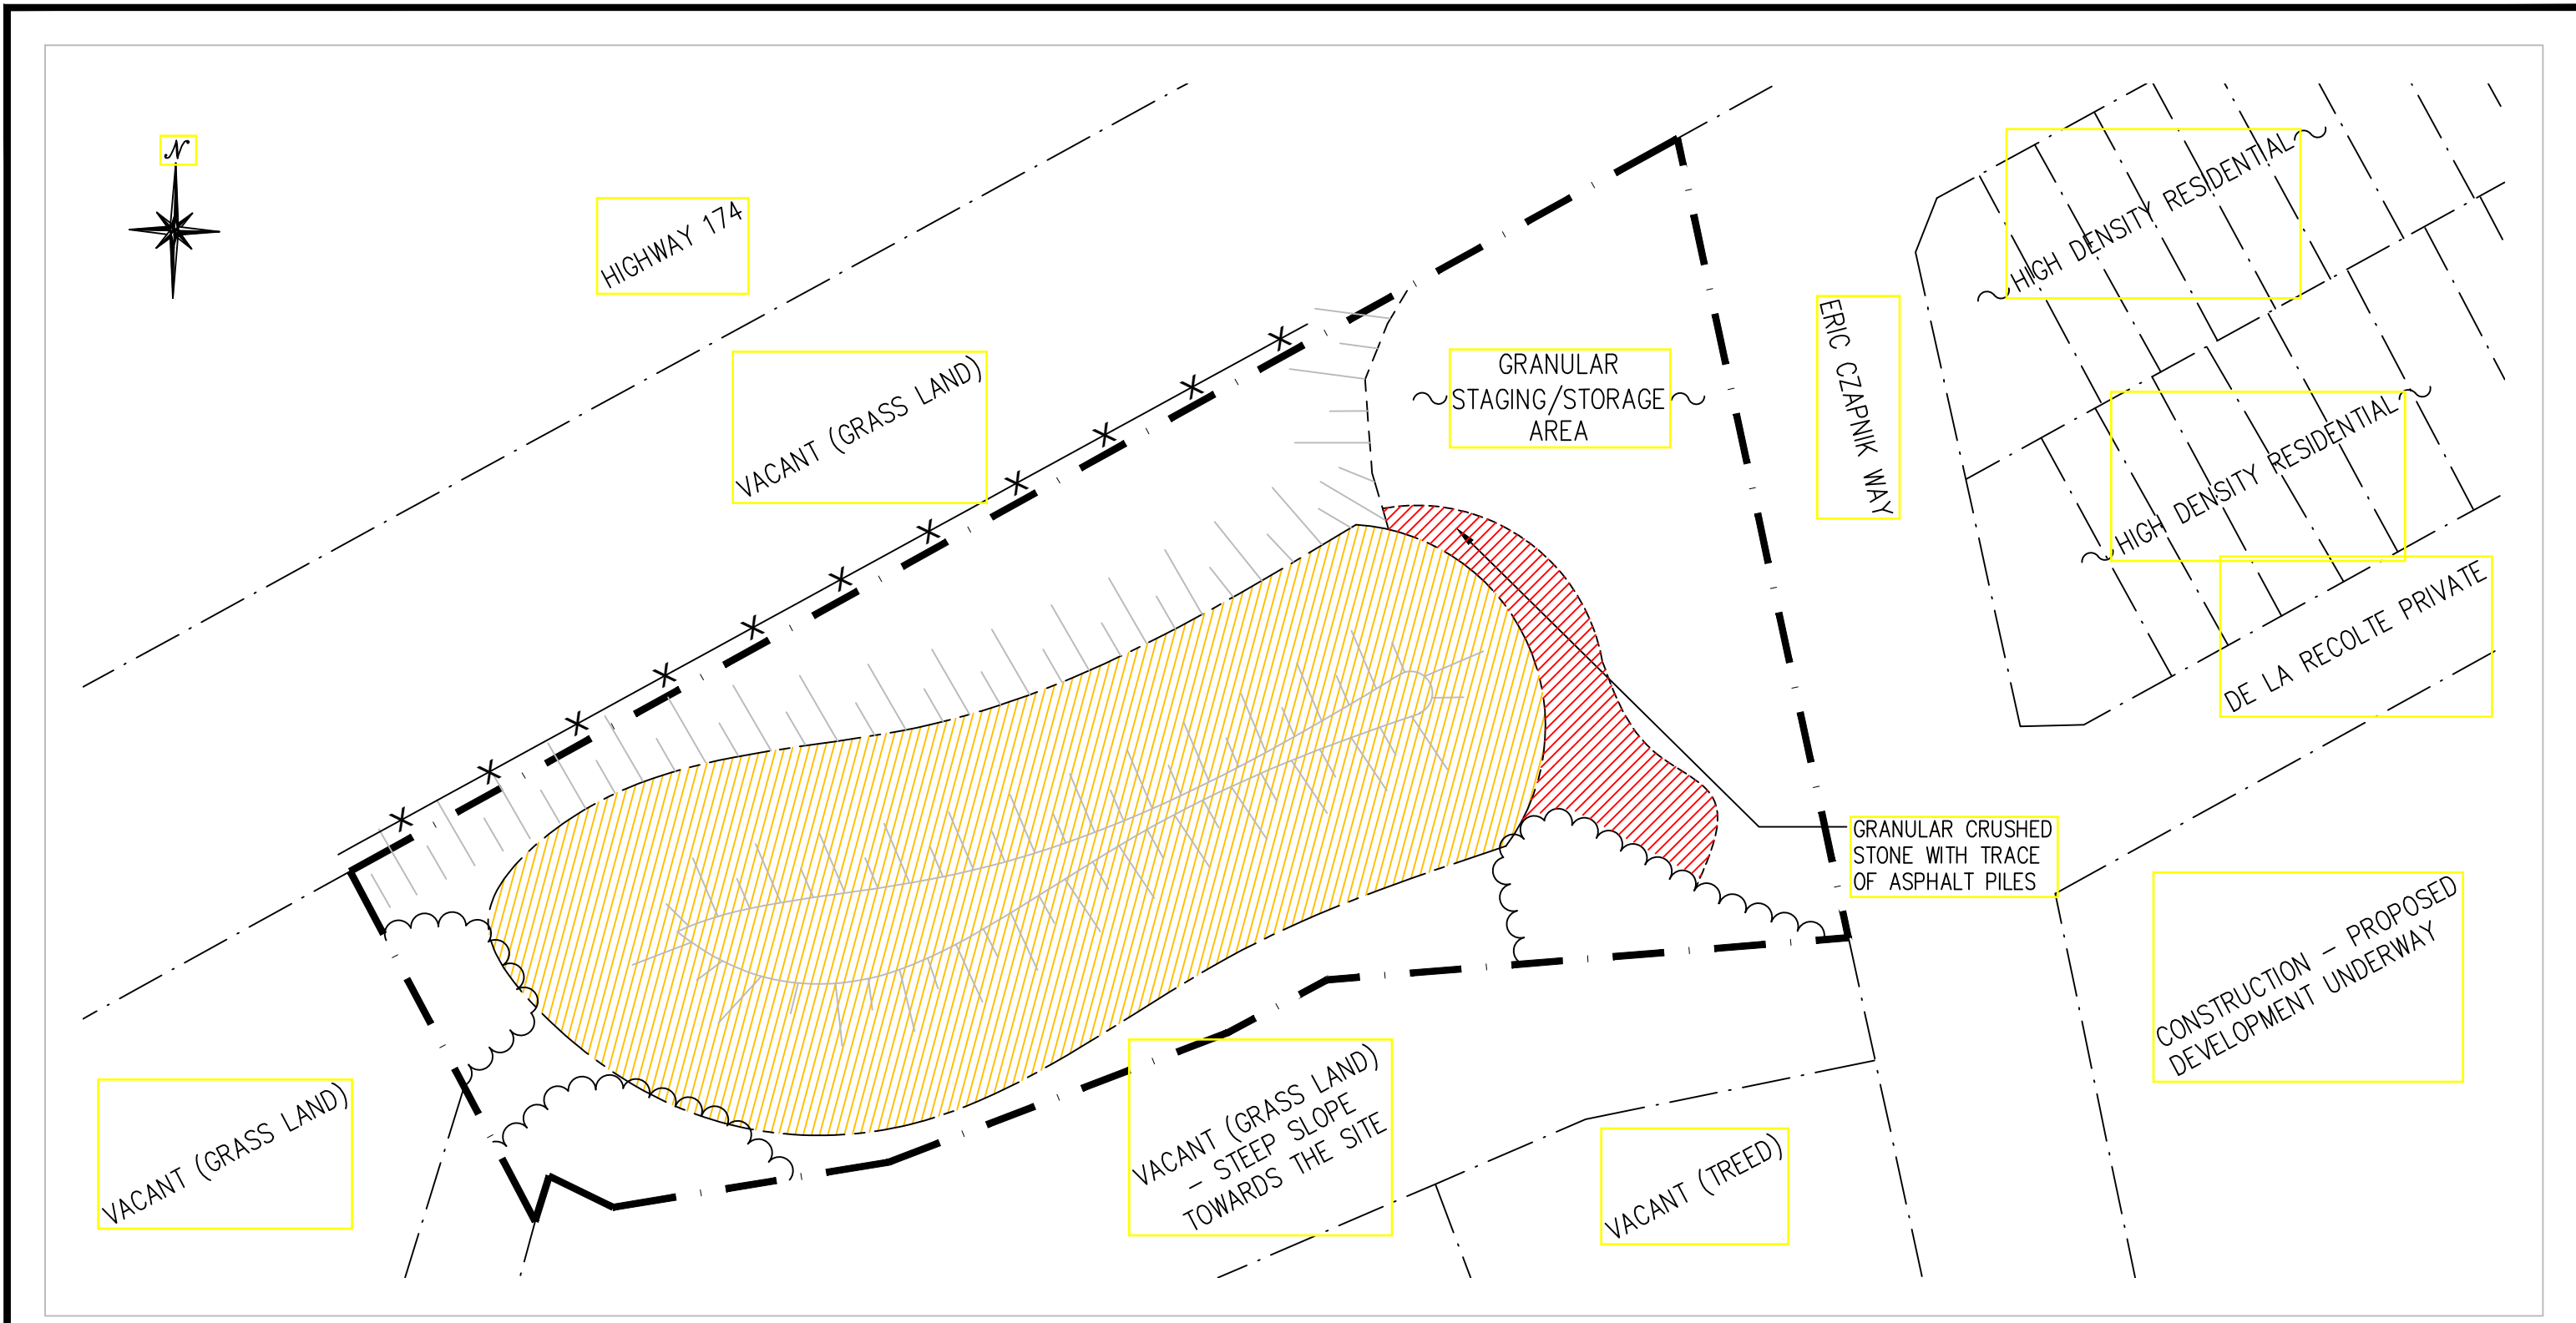 N
HIGHWAY 174
HIGH DENSITY RESIDENTIAL
VACANT (GRASS LAND)
GRANULAR
STAGING/STORAGE
AREA
ERIC CZAPNIK WAY
HIGH DENSITY RESIDENTIAL
DE LA RECOLTE PRIVATE
GRANULAR CRUSHED
STONE WITH TRACE
OF ASPHALT PILES
CONSTRUCTION – PROPOSED
DEVELOPMENT UNDERWAY
VACANT (GRASS LAND)
VACANT (GRASS LAND)
– STEEP SLOPE
TOWARDS THE SITE
VACANT (TREED)